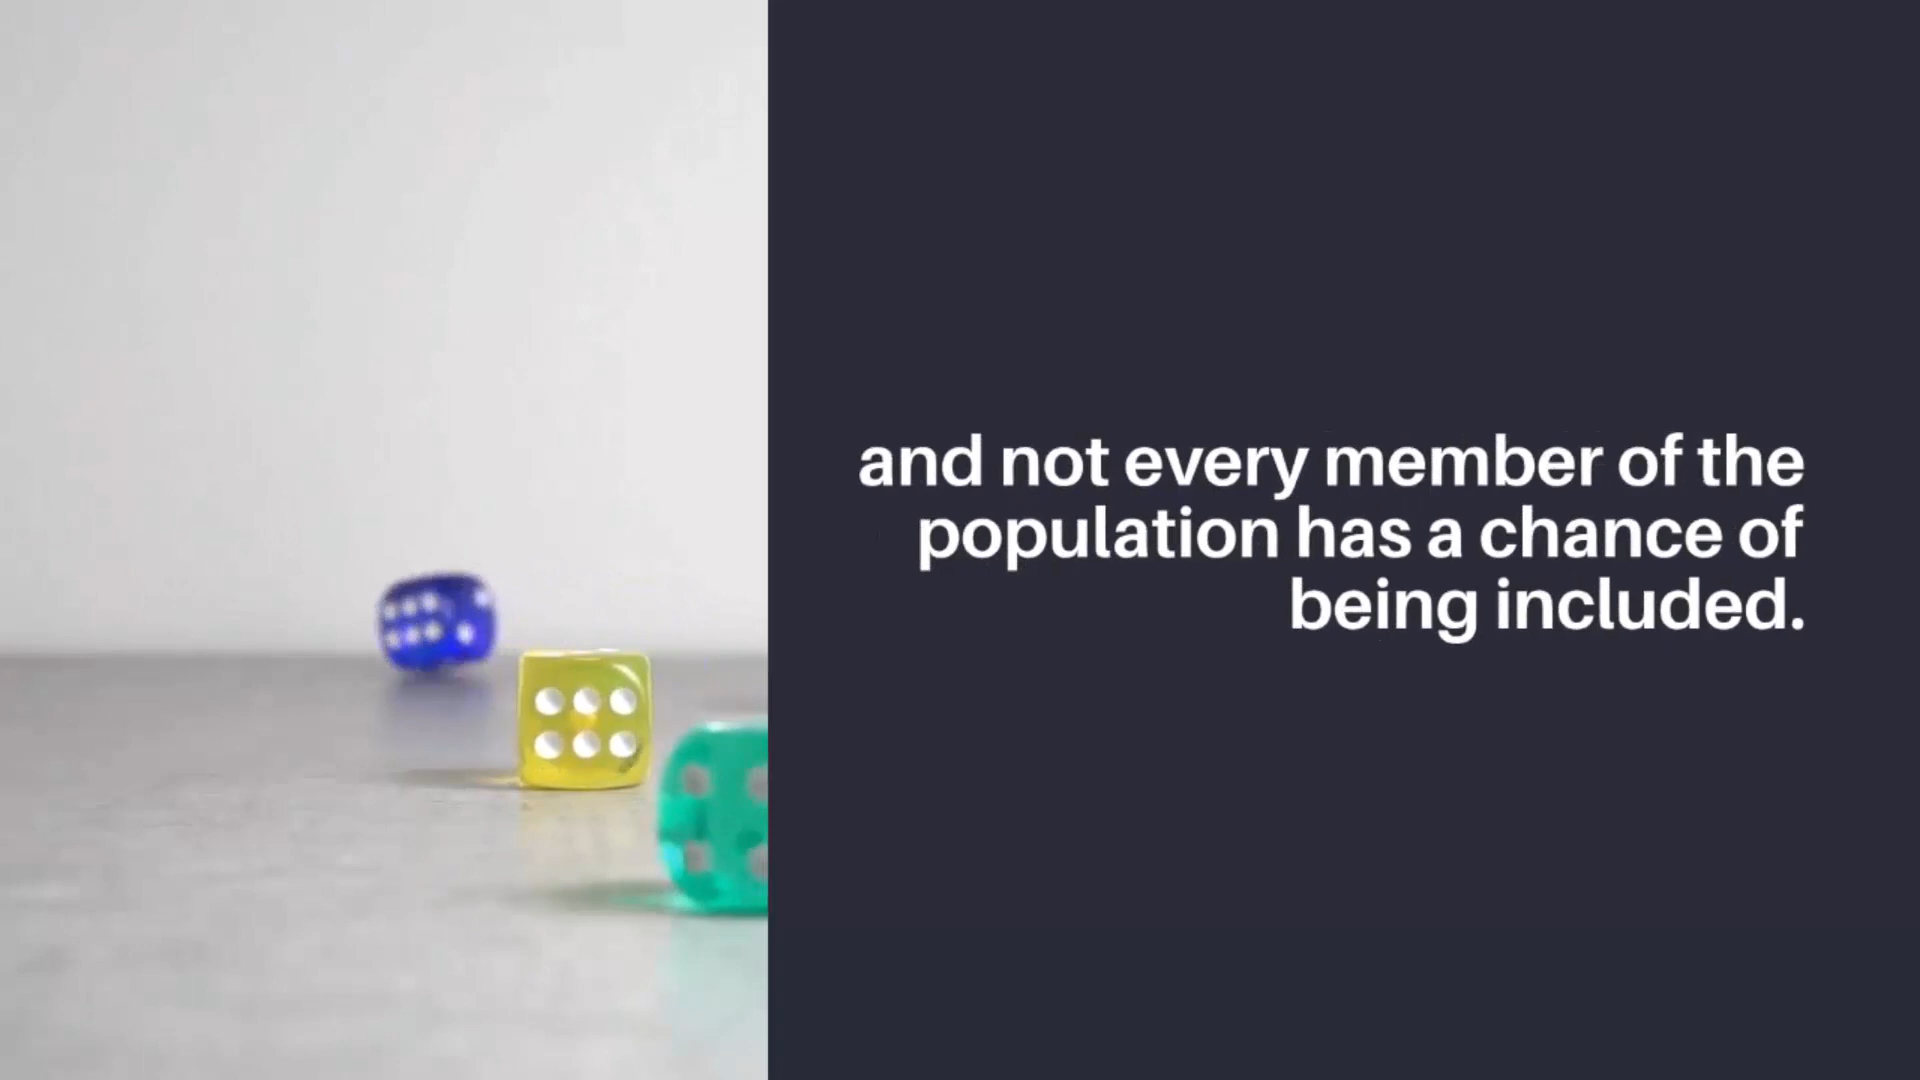 and not every member of the
population has a chance of
being included.